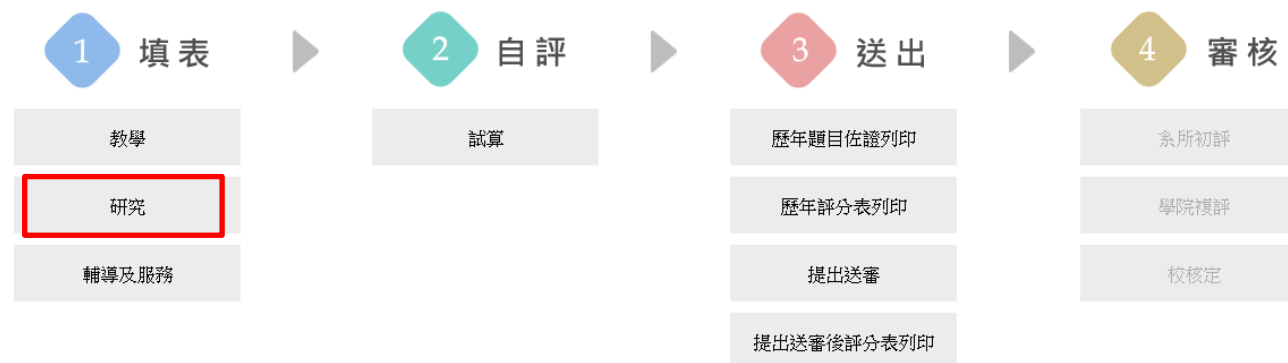 1 填表
2 自評
3 送出
4 審核
教學
試算
歷年題目佐證列印
系所初評
研究
歷年評分表列印
學院複評
輔導及服務
提出送審
校核定
提出送審後評分表列印